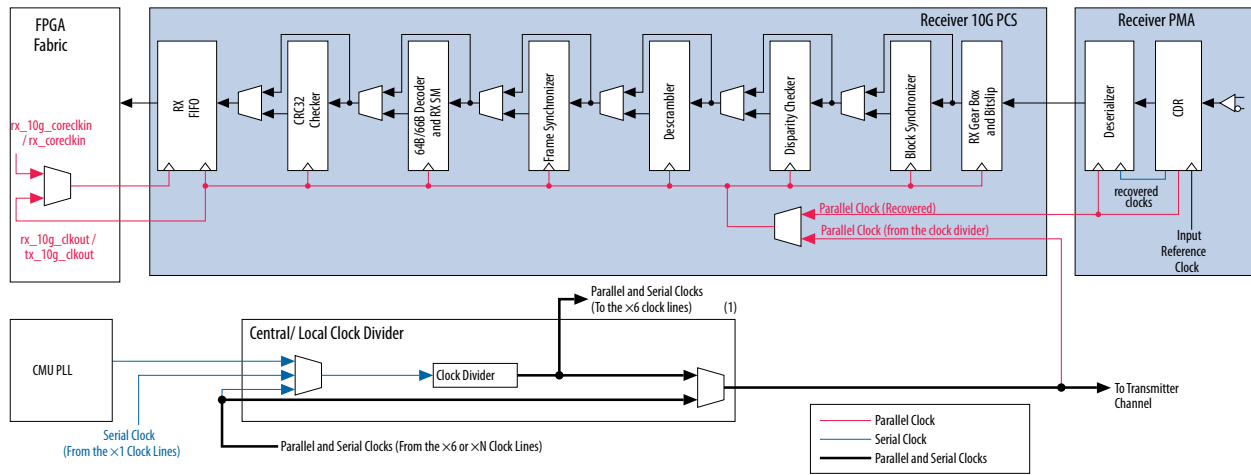 FPGA
Fabric
Receiver 10G PCS
Receiver PMA
RX
FIFO
CRC32
Checker
64B/66B Decoder
and RX SM
Frame Synchronizer
Descrambler
Disparity Checker
Block Synchronizer
RX Gear Box
and Bitslip
Deserializer
CDR
rx_10g_coreclkin
/ rx_coreclkin
rx_10g_clkout /
tx_10g_clkout
recovered
clocks
Parallel Clock (Recovered)
Parallel Clock (from the clock divider)
Input
Reference
Clock
Parallel and Serial Clocks
(To the ×6 clock lines)
(1)
Central/ Local Clock Divider
CMU PLL
Clock Divider
To Transmitter
Channel
Serial Clock
(From the ×1 Clock Lines)
Parallel and Serial Clocks (From the ×6 or ×N Clock Lines)
Parallel Clock
Serial Clock
Parallel and Serial Clocks